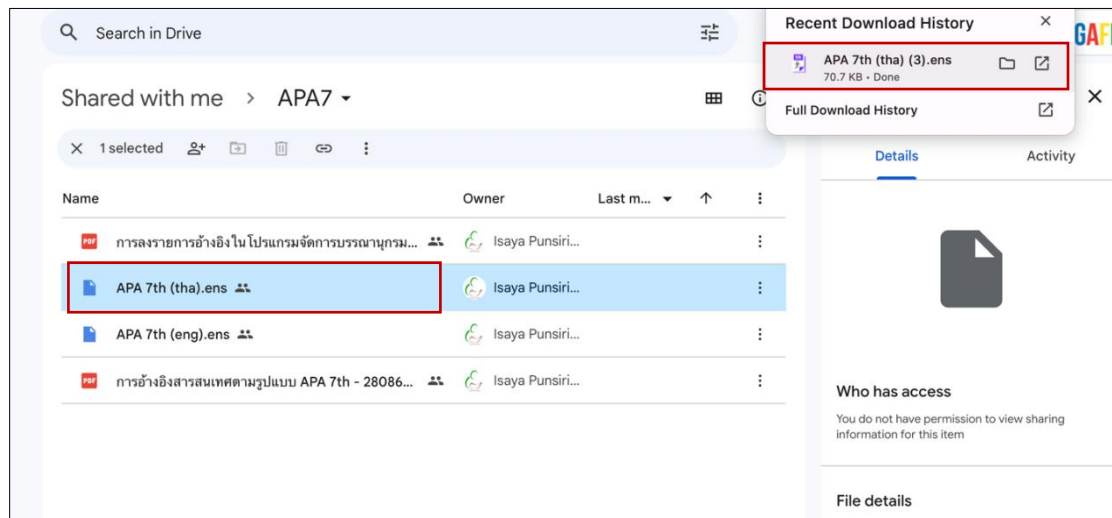 Search in Drive
Recent Download History
GAF
APA 7th (tha) (3).ens
70.7 KB • Done
Full Download History
Shared with me > APA7
1 selected
Details
Activity
Name
Owner
Last m...
การลงรายการอ้างอิงในโปรแกรมจัดการบรรณานุกรม...
Isaya Punsiri...
APA 7th (tha).ens
Isaya Punsiri...
APA 7th (eng).ens
Isaya Punsiri...
การอ้างอิงสารสนเทศตามรูปแบบ APA 7th - 28086...
Isaya Punsiri...
Who has access
You do not have permission to view sharing
information for this item
File details